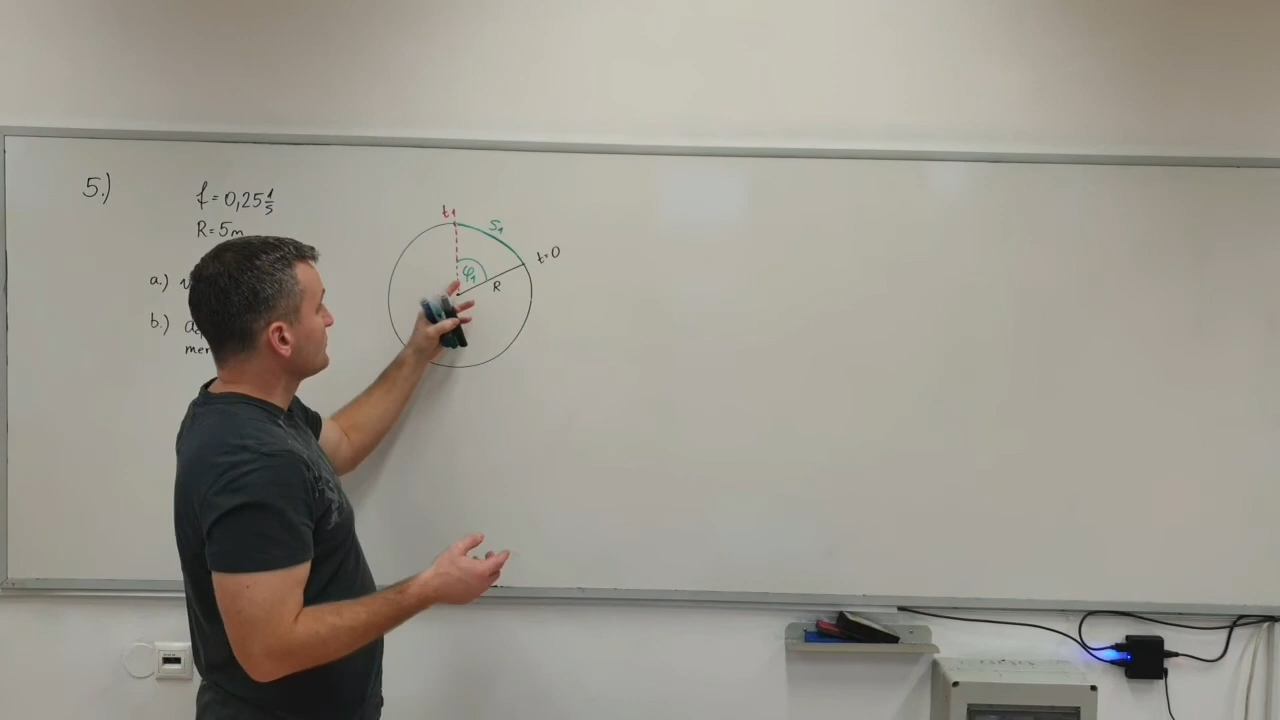 5.)
f = 0,25 1/s
R = 5m
a.) v
b.)
t₁
S₁
t=0
φ₁
R